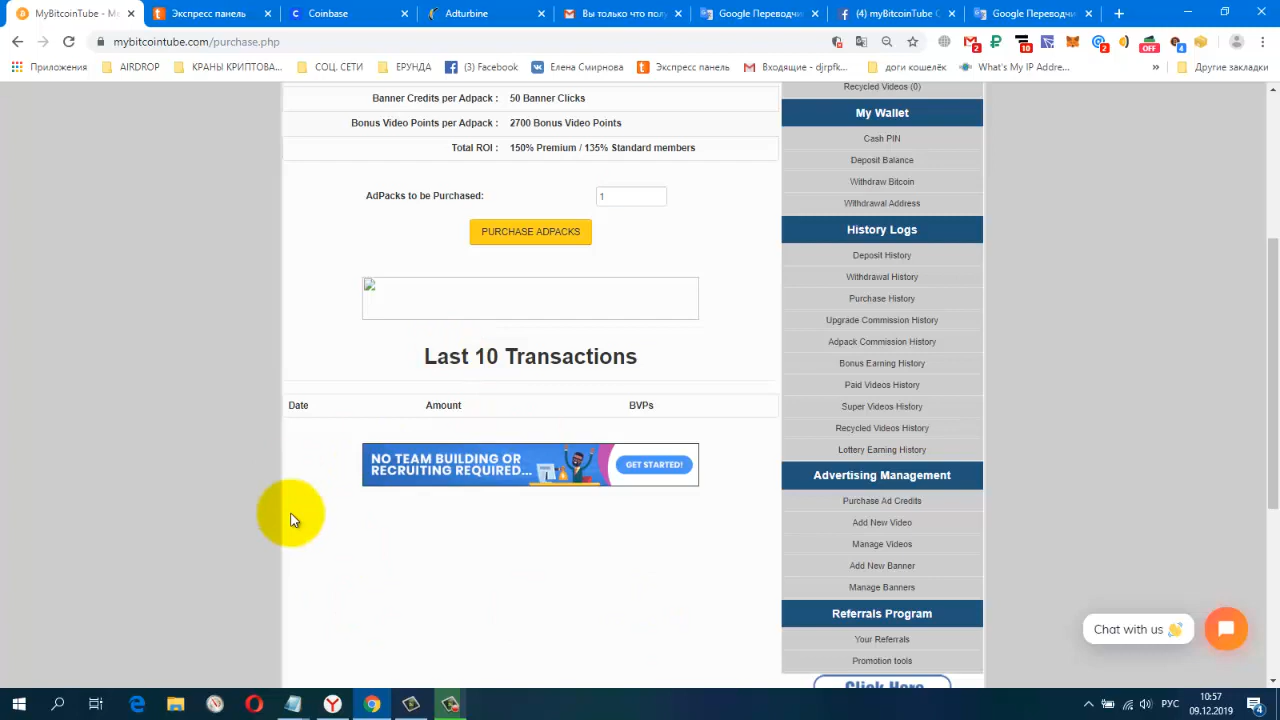 MyBitcoinTube - M
Экспресс панель
Coinbase
Adturbine
Вы только что пол
Google Переводчи
(4) myBitcoinTube C
Google Переводчи
mybitcointube.com/purchase.php
2
10
2
OFF
4
Приложения
AIRDROP
КРАНЫ КРИПТОВА...
СОЦ. СЕТИ
ЕРУНДА
(3) Facebook
Елена Смирнова
Экспресс панель
Входящие - djrpfk...
доги кошелёк
What's My IP Addre...
»
Другие закладки
Banner Credits per Adpack : 50 Banner Clicks
Bonus Video Points per Adpack : 2700 Bonus Video Points
Total ROI : 150% Premium / 135% Standard members
AdPacks to be Purchased: 1
PURCHASE ADPACKS
Last 10 Transactions
Date Amount BVPs
NO TEAM BUILDING OR
RECRUITING REQUIRED...
GET STARTED!
Recycled Videos (0)
My Wallet
Cash PIN
Deposit Balance
Withdraw Bitcoin
Withdrawal Address
History Logs
Deposit History
Withdrawal History
Purchase History
Upgrade Commission History
Adpack Commission History
Bonus Earning History
Paid Videos History
Super Videos History
Recycled Videos History
Lottery Earning History
Advertising Management
Purchase Ad Credits
Add New Video
Manage Videos
Add New Banner
Manage Banners
Referrals Program
Your Referrals
Promotion tools
Click Here
Chat with us 👋
РУС
10:57
09.12.2019
4